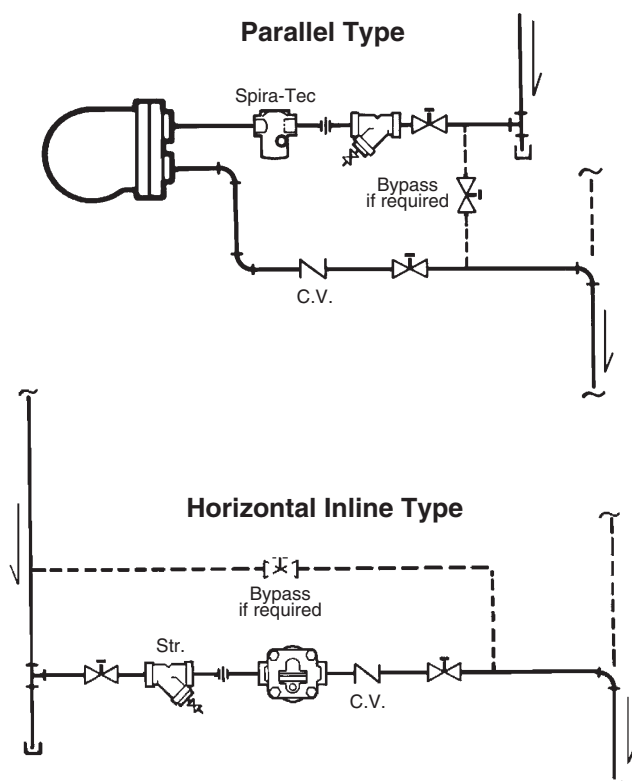 Parallel Type
Spira-Tec
Bypass
if required
C.V.
Horizontal Inline Type
Bypass
if required
Str.
C.V.